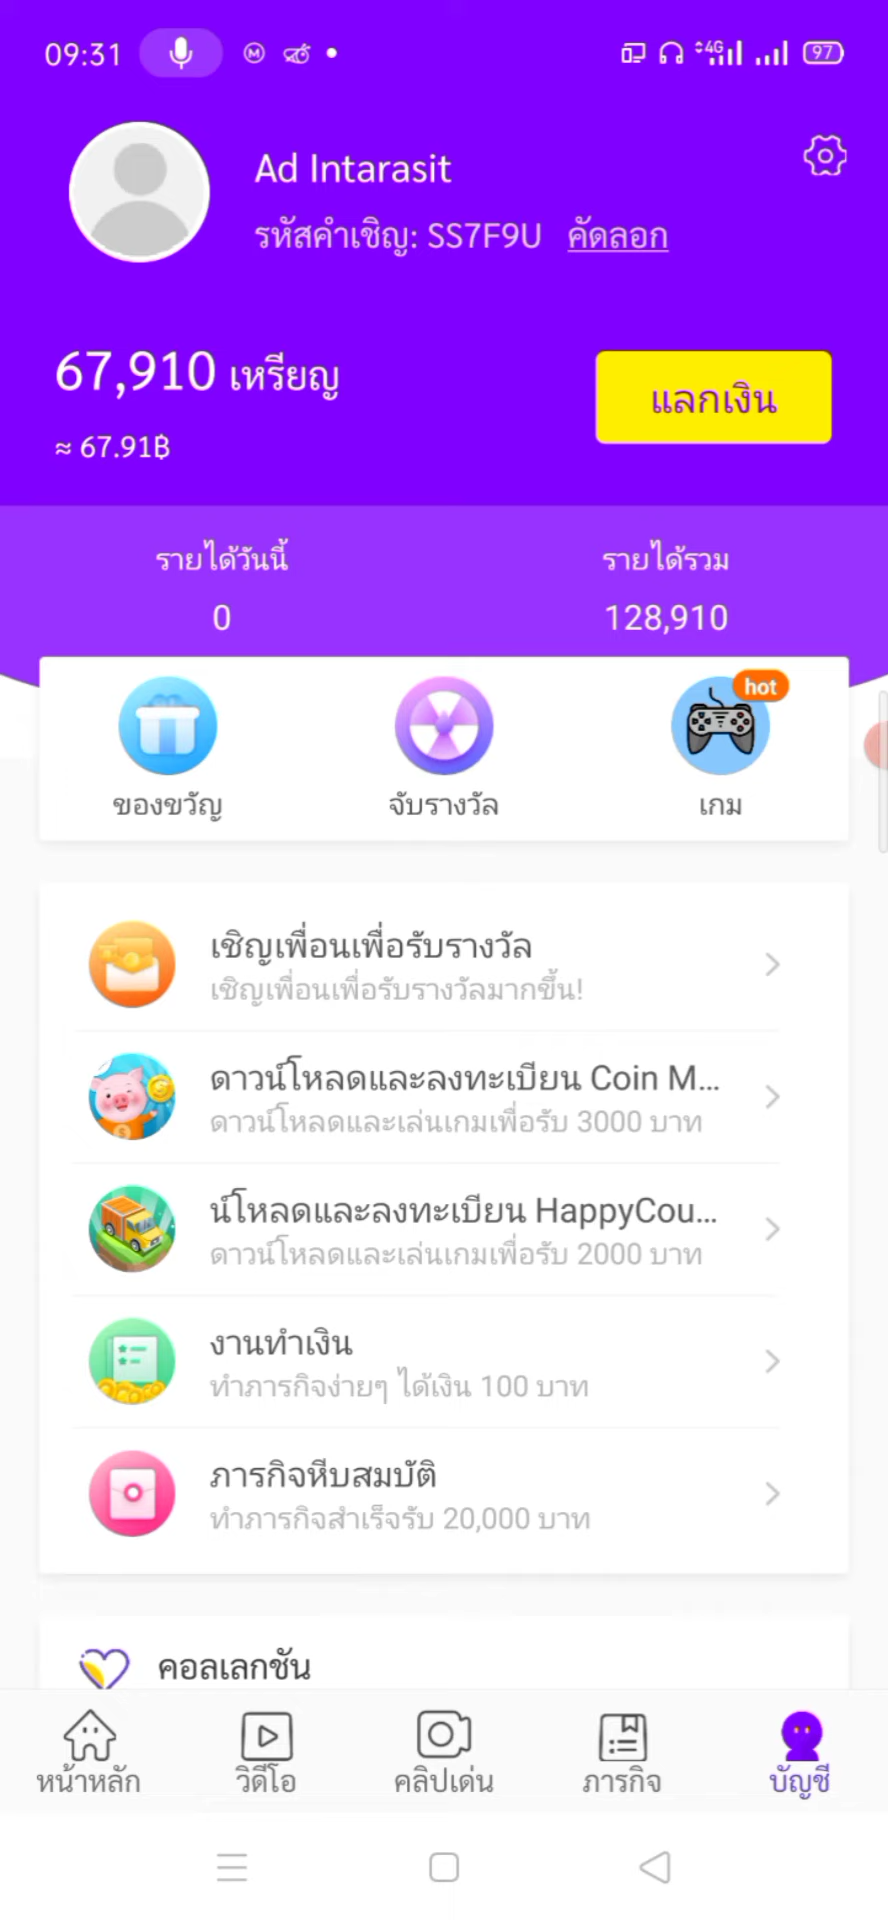 09:31
4G
97
Ad Intarasit
รหัสคำเชิญ: SS7F9U คัดลอก
67,910 เหรียญ
แลกเงิน
≈ 67.91฿
รายได้วันนี้
รายได้รวม
0
128,910
hot
ของขวัญ
จับรางวัล
เกม
เชิญเพื่อนเพื่อรับรางวัล
เชิญเพื่อนเพื่อรับรางวัลมากขึ้น!
ดาวน์โหลดและลงทะเบียน Coin M...
ดาวน์โหลดและเล่นเกมเพื่อรับ 3000 บาท
น์โหลดและลงทะเบียน HappyCou...
ดาวน์โหลดและเล่นเกมเพื่อรับ 2000 บาท
งานทำเงิน
ทำภารกิจง่ายๆ ได้เงิน 100 บาท
ภารกิจหีบสมบัติ
ทำภารกิจสำเร็จรับ 20,000 บาท
คอลเลกชัน
หน้าหลัก
วิดีโอ
คลิปเด่น
ภารกิจ
บัญชี